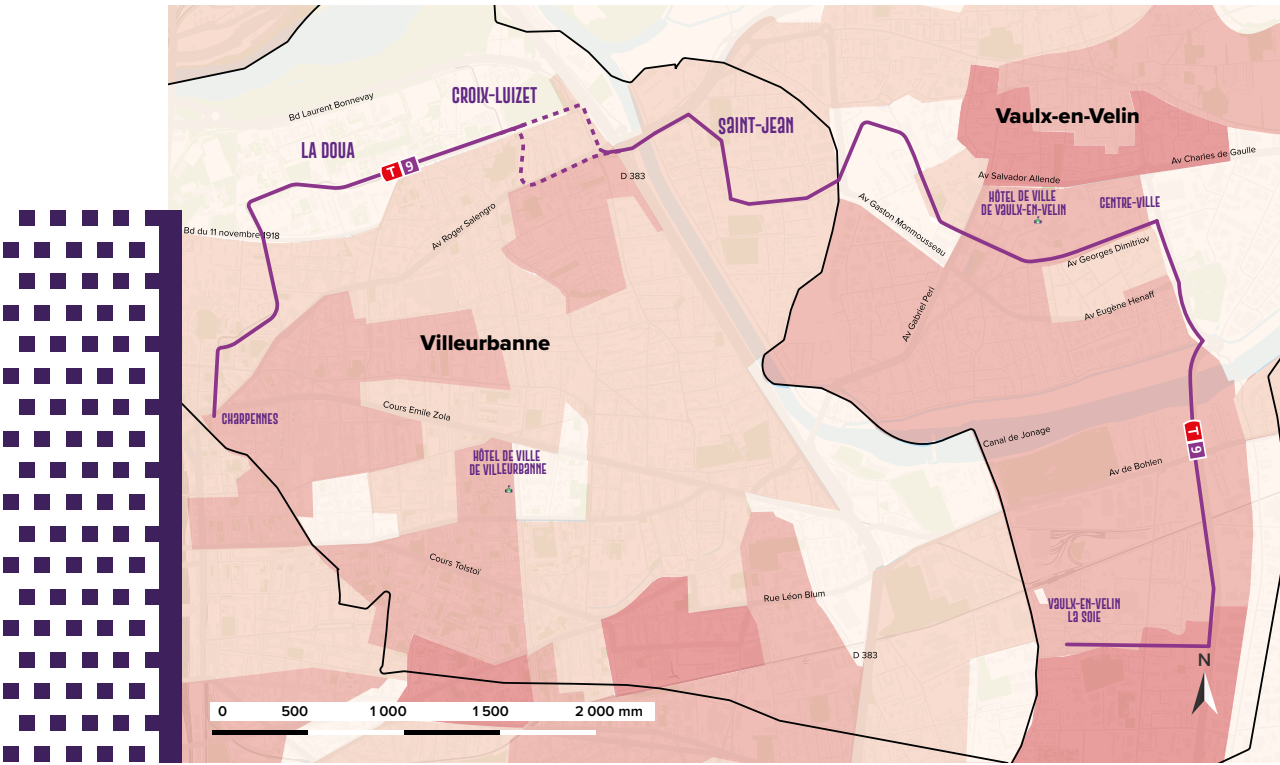 CROIX-LUIZET
Bd Laurent Bonnevay
LA DOUA
T 9
SAINT-JEAN
Vaulx-en-Velin
Av Charles de Gaulle
D 383
Av Salvador Allende
HÔTEL DE VILLE
DE VAULX-EN-VELIN
CENTRE-VILLE
Av Roger Salengro
Av Gaston Monmousseau
Bd du 11 novembre 1918
Av Georges Dimitriov
Av Eugène Henaff
Av Gabriel Peri
Villeurbanne
CHARPENNES
Cours Emile Zola
Canal de Jonage
T 9
HÔTEL DE VILLE
DE VILLEURBANNE
Av de Bohlen
Cours Tolstoï
Rue Léon Blum
VAULX-EN-VELIN
LA SOIE
D 383
N
0 500 1 000 1 500 2 000 mm